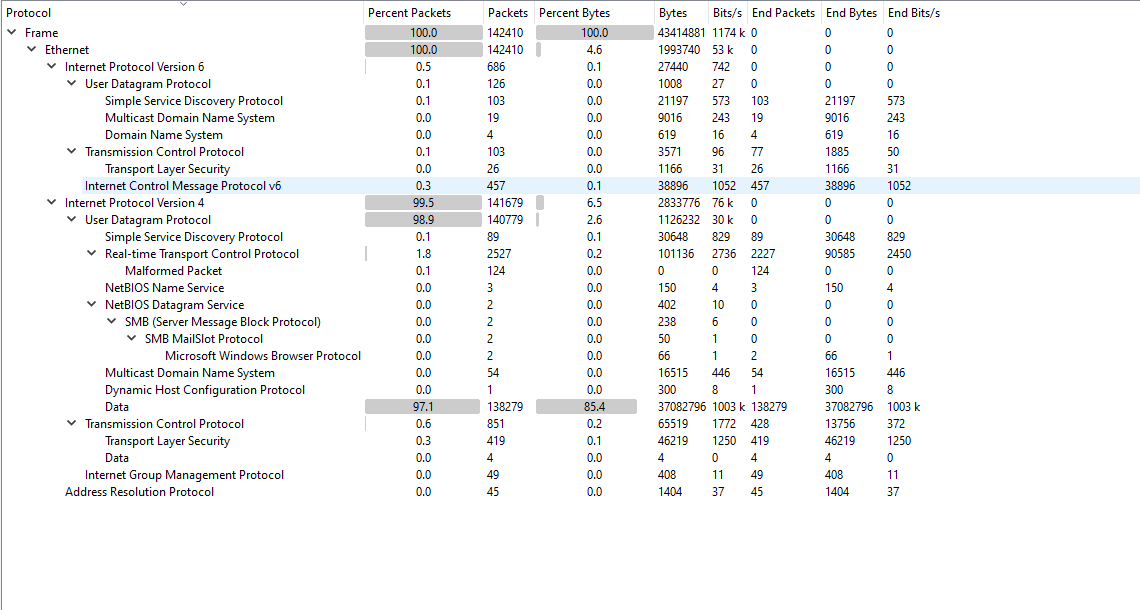 Protocol Percent Packets Packets Percent Bytes Bytes Bits/s End Packets End Bytes End Bits/s
Frame 100.0 142410 100.0 43414881 1174 k 0 0 0
Ethernet 100.0 142410 4.6 1993740 53 k 0 0 0
Internet Protocol Version 6 0.5 686 0.1 27440 742 0 0 0
User Datagram Protocol 0.1 126 0.0 1008 27 0 0 0
Simple Service Discovery Protocol 0.1 103 0.0 21197 573 103 21197 573
Multicast Domain Name System 0.0 19 0.0 9016 243 19 9016 243
Domain Name System 0.0 4 0.0 619 16 4 619 16
Transmission Control Protocol 0.1 103 0.0 3571 96 77 1885 50
Transport Layer Security 0.0 26 0.0 1166 31 26 1166 31
Internet Control Message Protocol v6 0.3 457 0.1 38896 1052 457 38896 1052
Internet Protocol Version 4 99.5 141679 6.5 2833776 76 k 0 0 0
User Datagram Protocol 98.9 140779 2.6 1126232 30 k 0 0 0
Simple Service Discovery Protocol 0.1 89 0.1 30648 829 89 30648 829
Real-time Transport Control Protocol 1.8 2527 0.2 101136 2736 2227 90585 2450
Malformed Packet 0.1 124 0.0 0 0 124 0 0
NetBIOS Name Service 0.0 3 0.0 150 4 3 150 4
NetBIOS Datagram Service 0.0 2 0.0 402 10 0 0 0
SMB (Server Message Block Protocol) 0.0 2 0.0 238 6 0 0 0
SMB MailSlot Protocol 0.0 2 0.0 50 1 0 0 0
Microsoft Windows Browser Protocol 0.0 2 0.0 66 1 2 66 1
Multicast Domain Name System 0.0 54 0.0 16515 446 54 16515 446
Dynamic Host Configuration Protocol 0.0 1 0.0 300 8 1 300 8
Data 97.1 138279 85.4 37082796 1003 k 138279 37082796 1003 k
Transmission Control Protocol 0.6 851 0.2 65519 1772 428 13756 372
Transport Layer Security 0.3 419 0.1 46219 1250 419 46219 1250
Data 0.0 4 0.0 4 0 4 4 0
Internet Group Management Protocol 0.0 49 0.0 408 11 49 408 11
Address Resolution Protocol 0.0 45 0.0 1404 37 45 1404 37